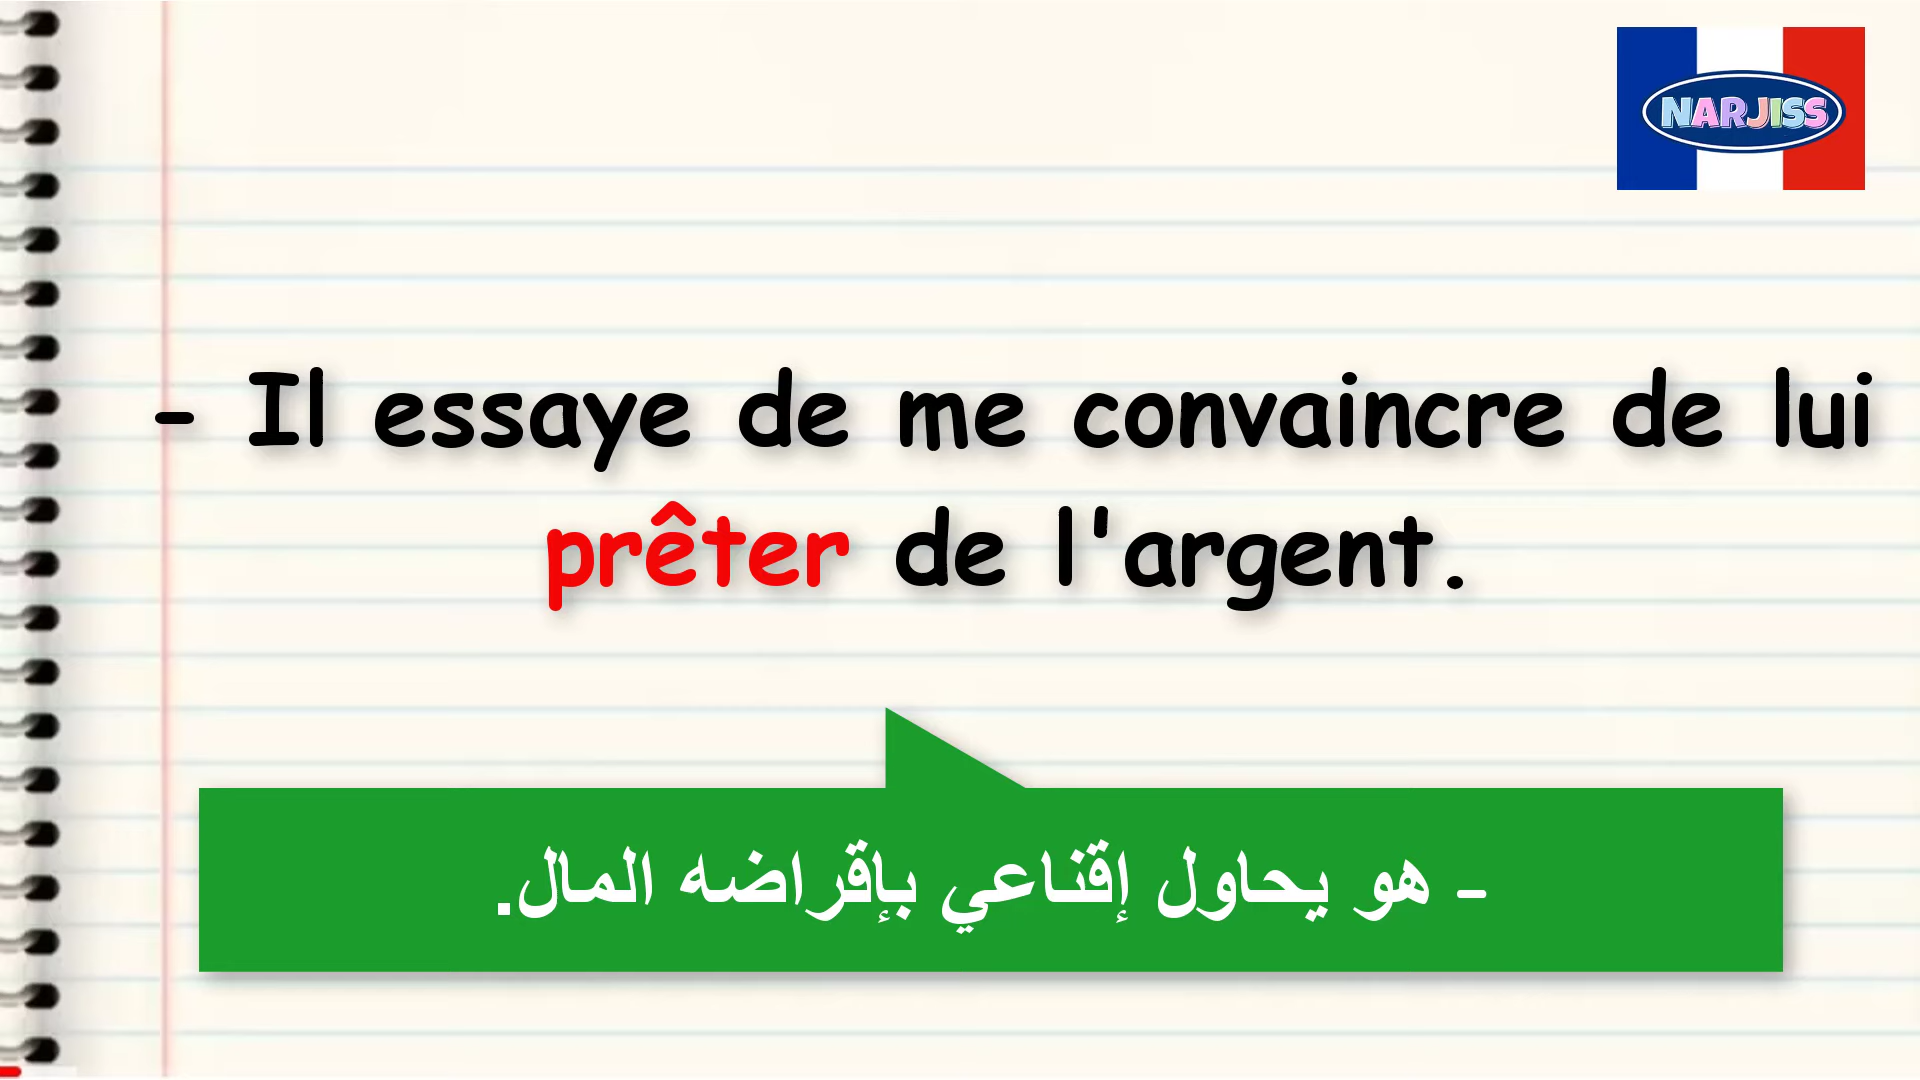 NARJISS
- Il essaye de me convaincre de lui
prêter de l'argent.
- هو يحاول إقناعي بإقراضه المال.